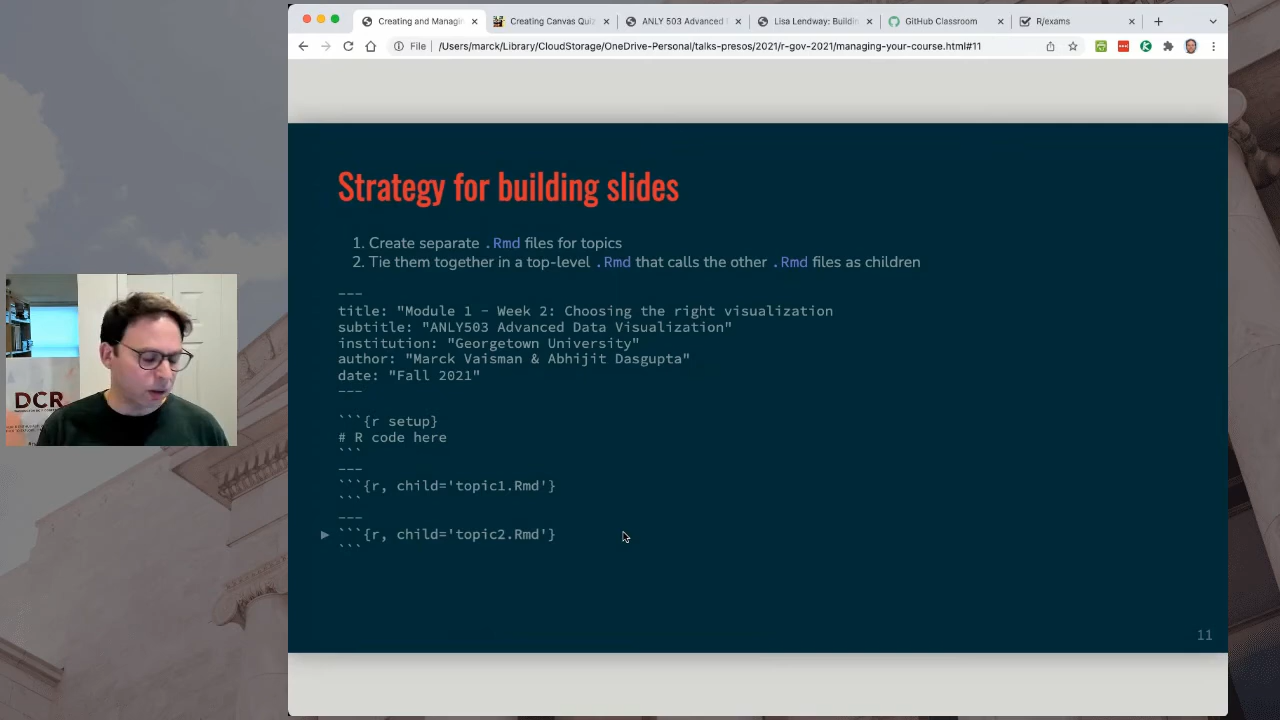 Creating and Managin
Creating Canvas Quiz
ANLY 503 Advanced
Lisa Lendway: Buildin
GitHub Classroom
R/exams
File
/Users/marck/Library/CloudStorage/OneDrive-Personal/talks-presos/2021/r-gov-2021/managing-your-course.html#11
Strategy for building slides
1. Create separate .Rmd files for topics
2. Tie them together in a top-level .Rmd that calls the other .Rmd files as children
---
title: "Module 1 - Week 2: Choosing the right visualization
subtitle: "ANLY503 Advanced Data Visualization"
institution: "Georgetown University"
author: "Marck Vaisman & Abhijit Dasgupta"
date: "Fall 2021"
---
```{r setup}
# R code here
```
---
```{r, child='topic1.Rmd'}
```
---
```{r, child='topic2.Rmd'}
```
11
DCR